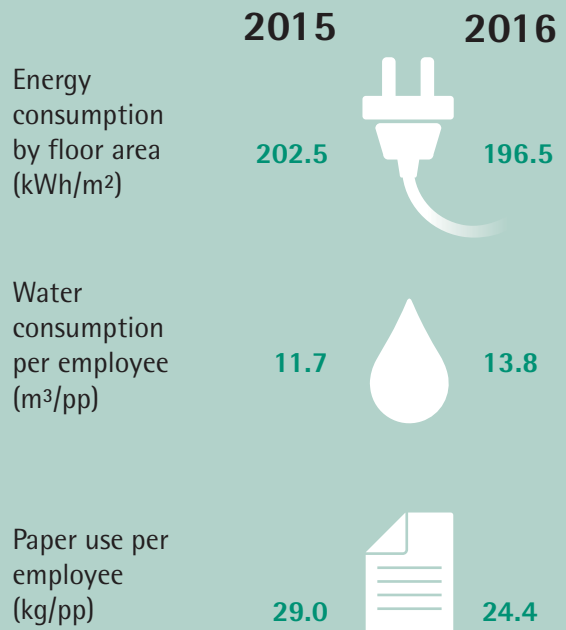 2015 2016
Energy
consumption
by floor area
(kWh/m²)
202.5 196.5
Water
consumption
per employee
(m³/pp)
11.7 13.8
Paper use per
employee
(kg/pp)
29.0 24.4